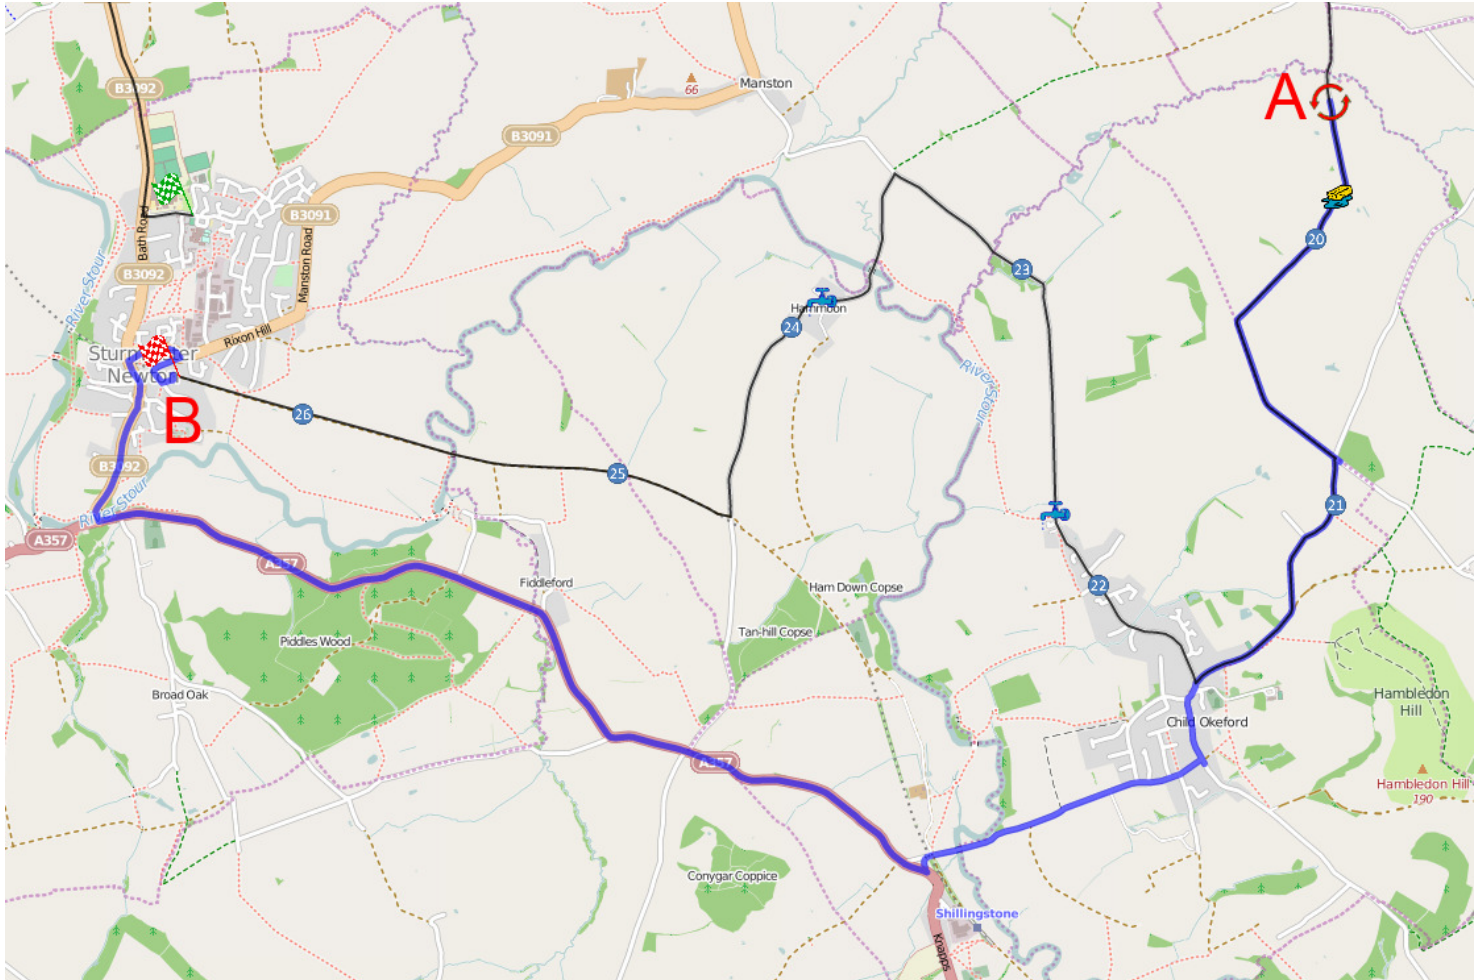 B3092
66
Manston
A
B3091
20
B3091
Bath Road
Manston Road
23
B3092
River Stour
Hammoon
24
Rixon Hill
Newton
River Stour
B
26
B3092
25
21
River Stour
A357
A357
Fiddleford
22
Ham Down Copse
Tan-hill Copse
Piddles Wood
Broad Oak
Hambledon
Hill
Child Okeford
A357
Hambledon Hill
190
Conygar Coppice
Shillingstone
Knapps